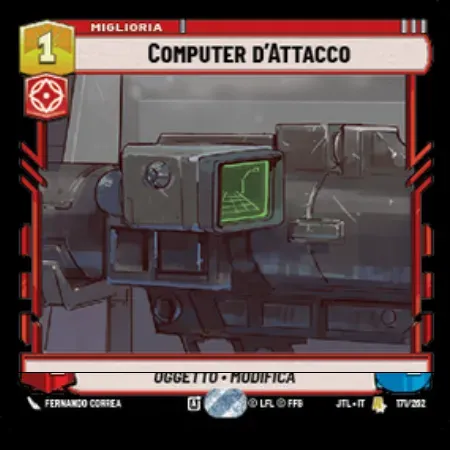 MIGLIORIA
1
COMPUTER D'ATTACCO
OGGETTO • MODIFICA
FERNANDO CORREA
© LFL © FFG
JTL • IT
171/262